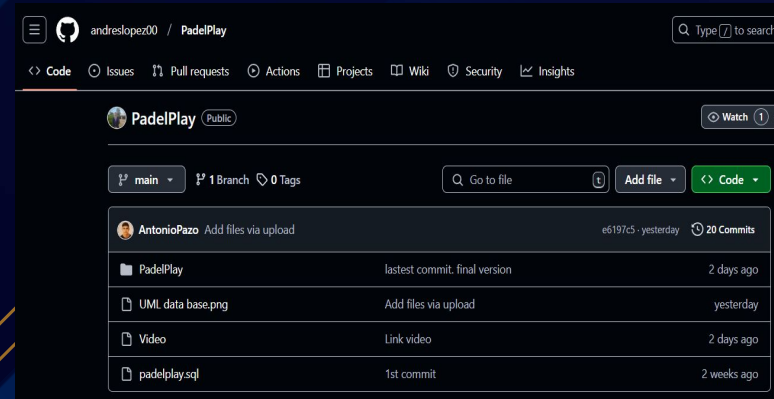 andreslopez00 / PadelPlay
Type / to search
<> Code Issues Pull requests Actions Projects Wiki Security Insights
PadelPlay Public
Watch 1
main 1 Branch 0 Tags Go to file t Add file <> Code
AntonioPazo Add files via upload e6197c5 · yesterday 20 Commits
PadelPlay lastest commit. final version 2 days ago
UML data base.png Add files via upload yesterday
Video Link video 2 days ago
padelplay.sql 1st commit 2 weeks ago